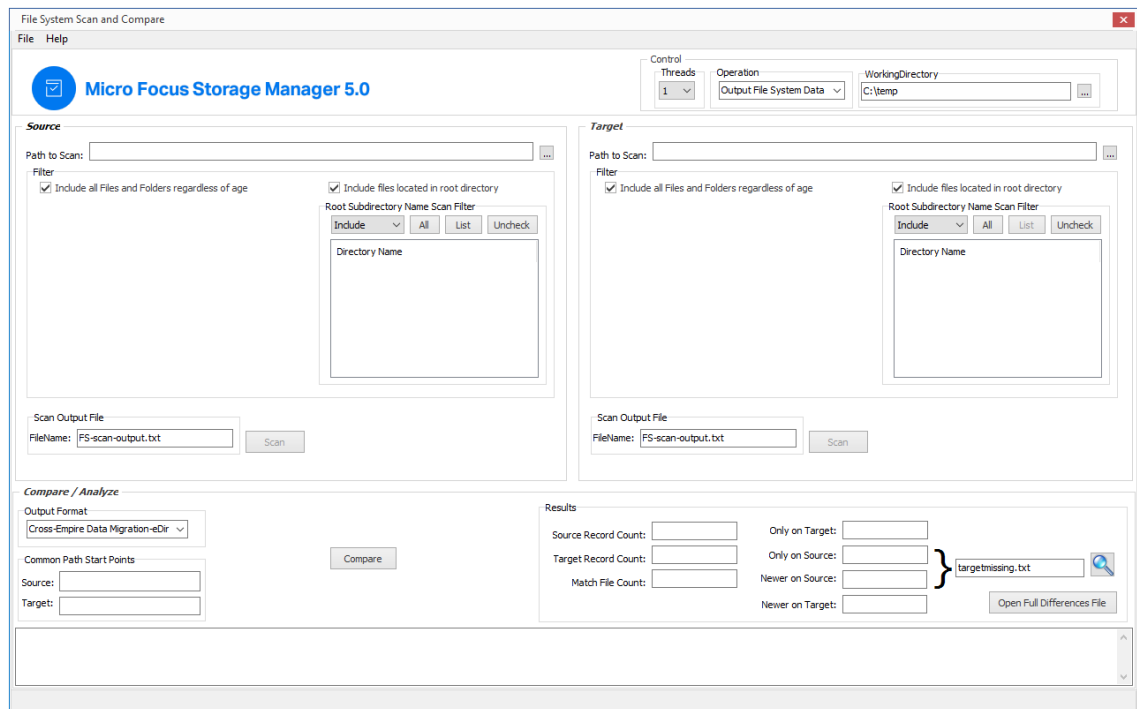 File System Scan and Compare
File Help
Micro Focus Storage Manager 5.0
Control
Threads
1
Operation
Output File System Data
WorkingDirectory
C:\temp
...
Source
Path to Scan:
...
Filter
Include all Files and Folders regardless of age
Include files located in root directory
Root Subdirectory Name Scan Filter
Include All List Uncheck
Directory Name
Scan Output File
FileName: FS-scan-output.txt
Scan
Target
Path to Scan:
...
Filter
Include all Files and Folders regardless of age
Include files located in root directory
Root Subdirectory Name Scan Filter
Include All List Uncheck
Directory Name
Scan Output File
FileName: FS-scan-output.txt
Scan
Compare / Analyze
Output Format
Cross-Empire Data Migration-eDir
Common Path Start Points
Source:
Target:
Compare
Results
Source Record Count:
Target Record Count:
Match File Count:
Only on Target:
Only on Source:
Newer on Source:
Newer on Target:
} targetmissing.txt
Open Full Differences File